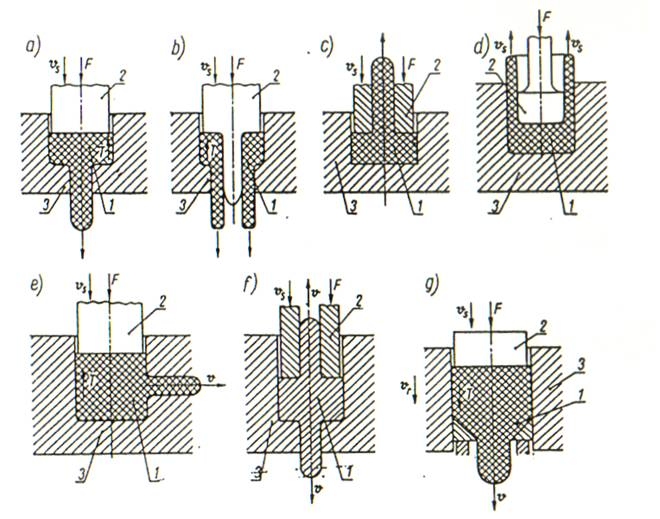 a) vs F 2 T 3 1
b) vs F 2 T 3 1
c) vs F 2 3 1
d) F vs vs 2 3 1
e) vs F 2 T v 3 1
f) vs v F 2 3 1 v
g) vs F 2 3 vr T 1 v